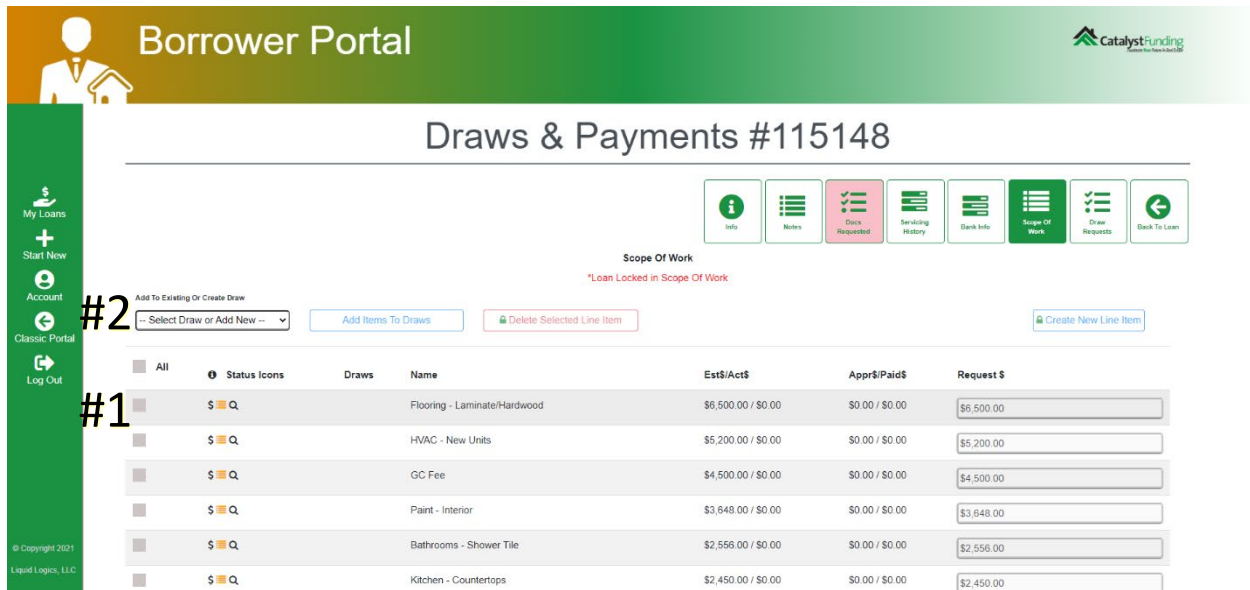 Borrower Portal
CatalystFunding
Draws & Payments #115148
My Loans
Start New
Account
Classic Portal
Log Out
© Copyright 2021
Liquid Logics, LLC
Info
Notes
Docs Requested
Servicing History
Bank Info
Scope Of Work
Draw Requests
Back To Loan
Scope Of Work
*Loan Locked in Scope Of Work
Add To Existing Or Create Draw
#2
-- Select Draw or Add New --
Add Items To Draws
Delete Selected Line Item
Create New Line Item
All Status Icons Draws Name Est$/Act$ Appr$/Paid$ Request $
#1 $ Flooring - Laminate/Hardwood $6,500.00 / $0.00 $0.00 / $0.00 $6,500.00
$ HVAC - New Units $5,200.00 / $0.00 $0.00 / $0.00 $5,200.00
$ GC Fee $4,500.00 / $0.00 $0.00 / $0.00 $4,500.00
$ Paint - Interior $3,648.00 / $0.00 $0.00 / $0.00 $3,648.00
$ Bathrooms - Shower Tile $2,556.00 / $0.00 $0.00 / $0.00 $2,556.00
$ Kitchen - Countertops $2,450.00 / $0.00 $0.00 / $0.00 $2,450.00